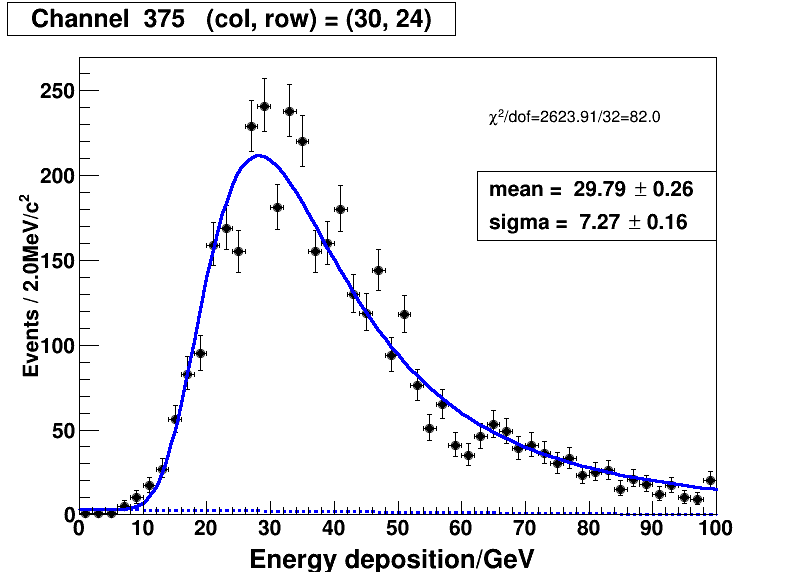 Channel 375 (col, row) = (30, 24)
χ²/dof=2623.91/32=82.0
mean = 29.79 ± 0.26
sigma = 7.27 ± 0.16
Events / 2.0MeV/c²
250
200
150
100
50
0
0 10 20 30 40 50 60 70 80 90 100
Energy deposition/GeV